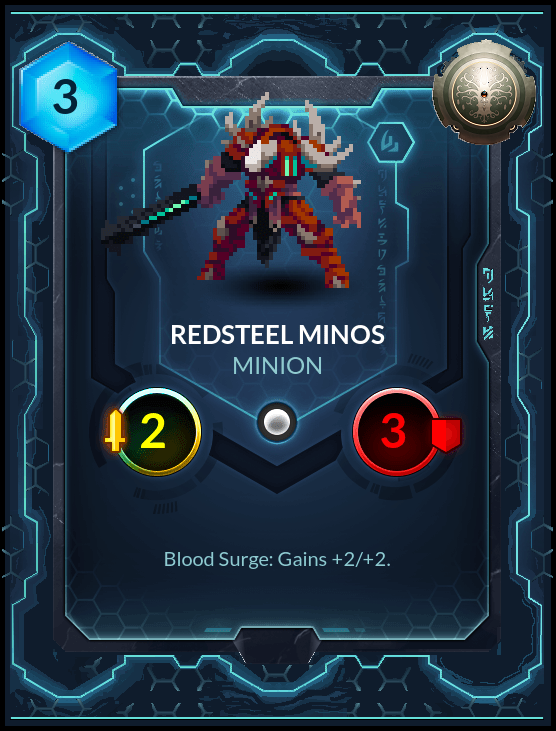 3
REDSTEEL MINOS
MINION
2
3
Blood Surge: Gains +2/+2.